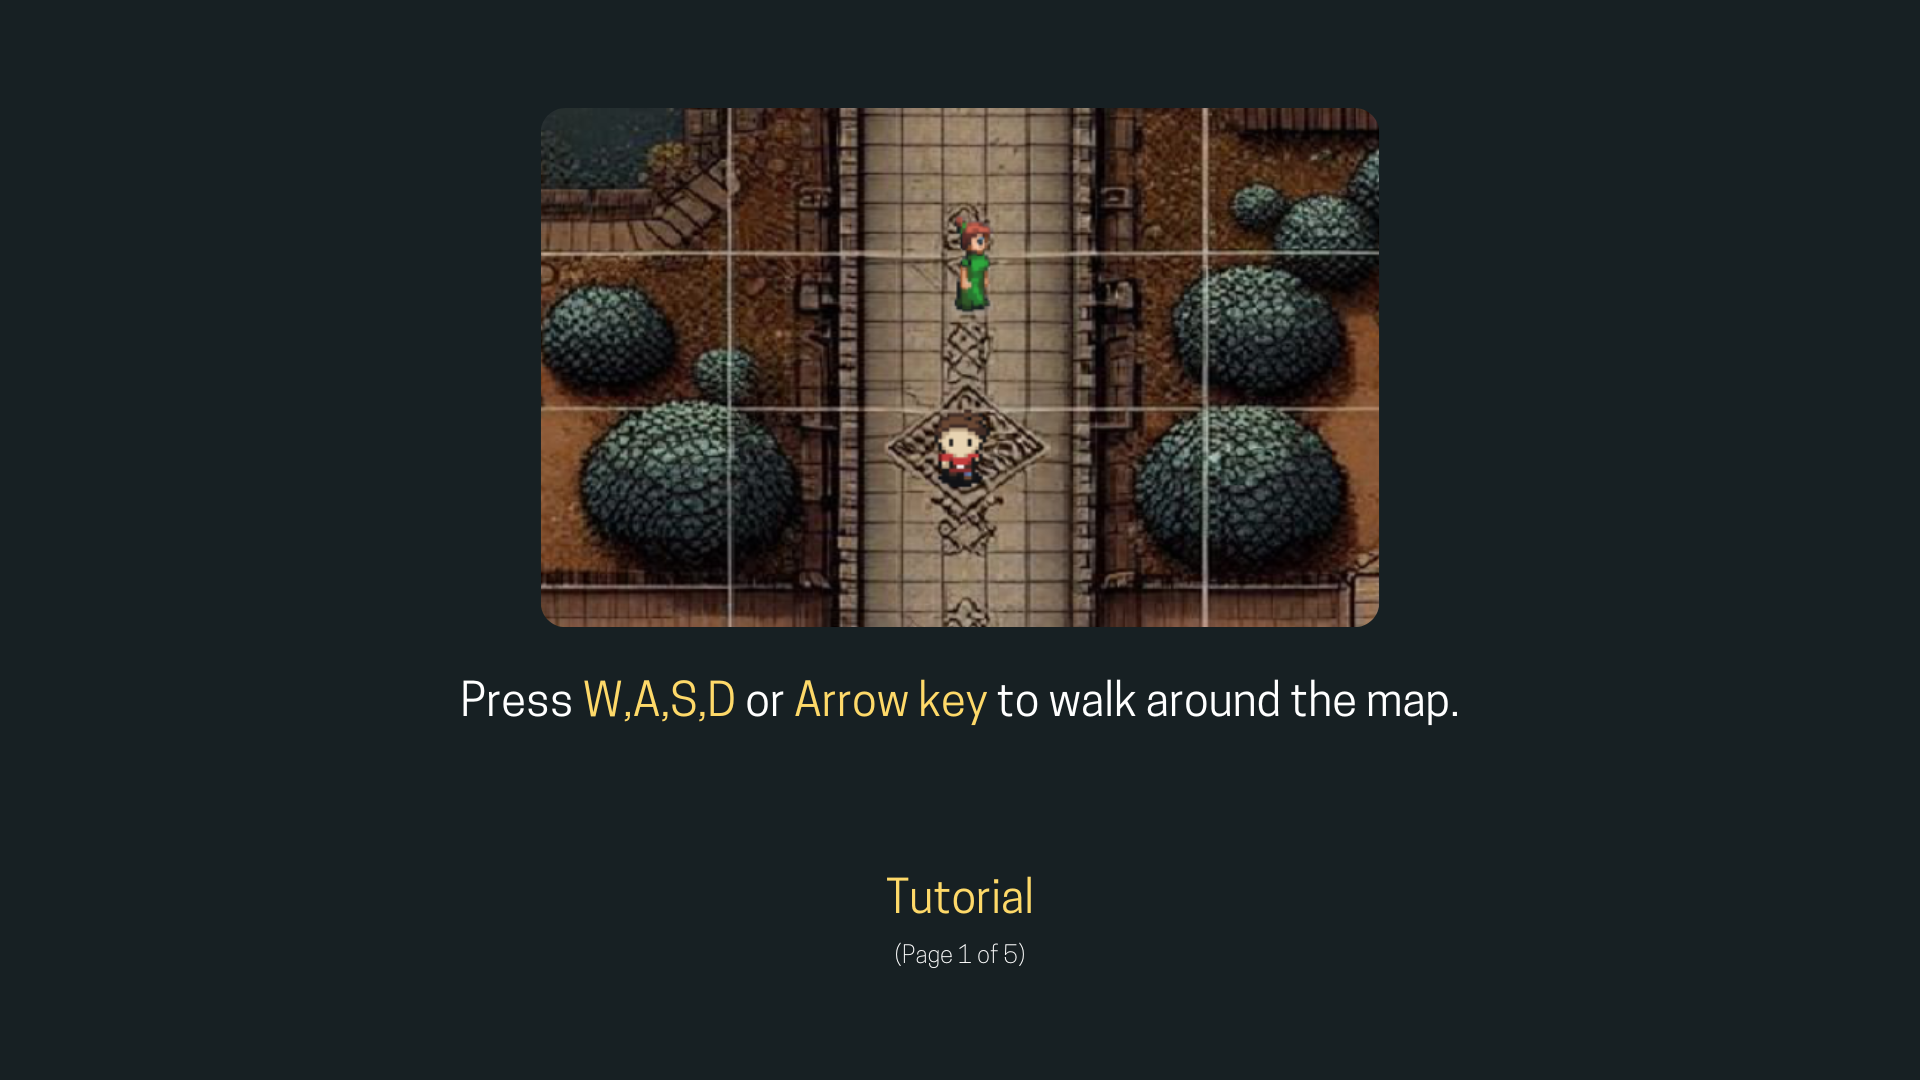 Press W,A,S,D or Arrow key to walk around the map.
Tutorial
(Page 1 of 5)